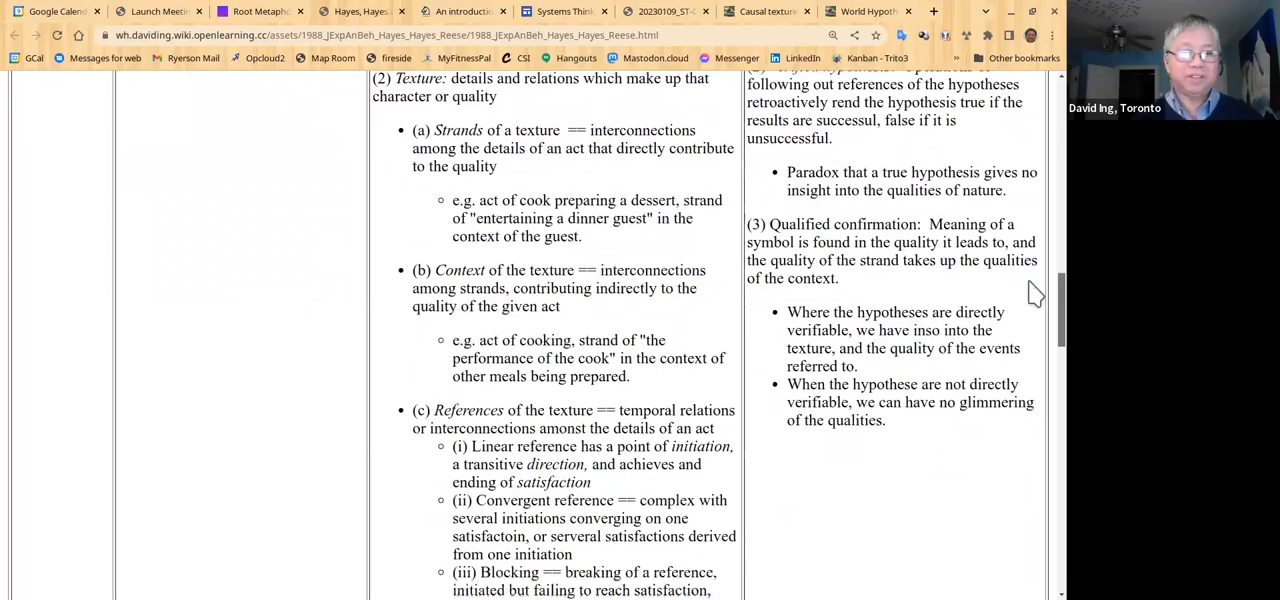 Google Calend
Launch Meetin
Root Metapho
Hayes, Hayes
An introductio
Systems Think
20230109_ST-C
Causal texture
World Hypoth
wh.daviding.wiki.openlearning.cc/assets/1988_JExpAnBeh_Hayes_Hayes_Reese/1988_JExpAnBeh_Hayes_Hayes_Reese.html
GCal
Messages for web
Ryerson Mail
Opcloud2
Map Room
fireside
MyFitnessPal
CSI
Hangouts
Mastodon.cloud
Messenger
LinkedIn
Kanban - Trito3
»
Other bookmarks
(2) Texture: details and relations which make up that
character or quality
• (a) Strands of a texture == interconnections
among the details of an act that directly contribute
to the quality
e.g. act of cook preparing a dessert, strand
of "entertaining a dinner guest" in the
context of the guest.
• (b) Context of the texture == interconnections
among strands, contributing indirectly to the
quality of the given act
e.g. act of cooking, strand of "the
performance of the cook" in the context of
other meals being prepared.
• (c) References of the texture == temporal relations
or interconnections amonst the details of an act
(i) Linear reference has a point of initiation,
a transitive direction, and achieves and
ending of satisfaction
(ii) Convergent reference == complex with
several initiations converging on one
satisfactoin, or serveral satisfactions derived
from one initiation
(iii) Blocking == breaking of a reference,
initiated but failing to reach satisfaction,
following out references of the hypotheses
retroactively rend the hypothesis true if the
results are successul, false if it is
unsuccessful.
• Paradox that a true hypothesis gives no
insight into the qualities of nature.
(3) Qualified confirmation: Meaning of a
symbol is found in the quality it leads to, and
the quality of the strand takes up the qualities
of the context.
• Where the hypotheses are directly
verifiable, we have inso into the
texture, and the quality of the events
referred to.
• When the hypothese are not directly
verifiable, we can have no glimmering
of the qualities.
David Ing, Toronto